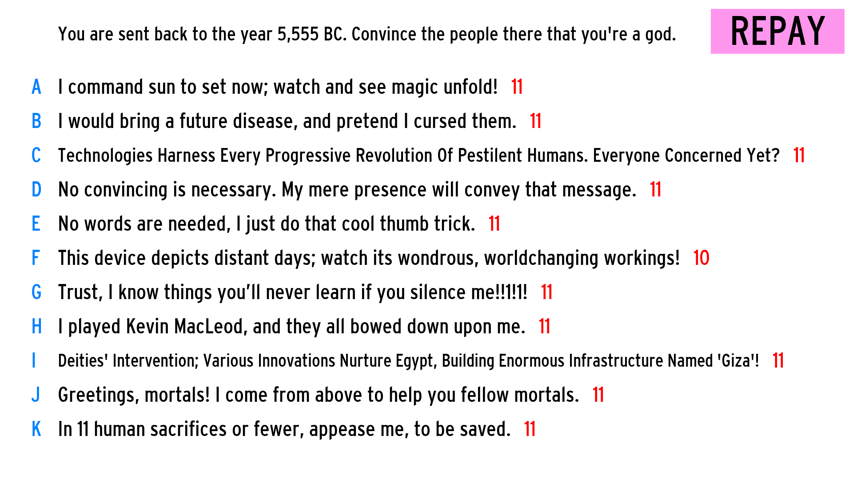 You are sent back to the year 5,555 BC. Convince the people there that you're a god.
REPAY
A I command sun to set now; watch and see magic unfold! 11
B I would bring a future disease, and pretend I cursed them. 11
C Technologies Harness Every Progressive Revolution Of Pestilent Humans. Everyone Concerned Yet? 11
D No convincing is necessary. My mere presence will convey that message. 11
E No words are needed, I just do that cool thumb trick. 11
F This device depicts distant days; watch its wondrous, worldchanging workings! 10
G Trust, I know things you’ll never learn if you silence me!!1!1! 11
H I played Kevin MacLeod, and they all bowed down upon me. 11
I Deities' Intervention; Various Innovations Nurture Egypt, Building Enormous Infrastructure Named 'Giza'! 11
J Greetings, mortals! I come from above to help you fellow mortals. 11
K In 11 human sacrifices or fewer, appease me, to be saved. 11